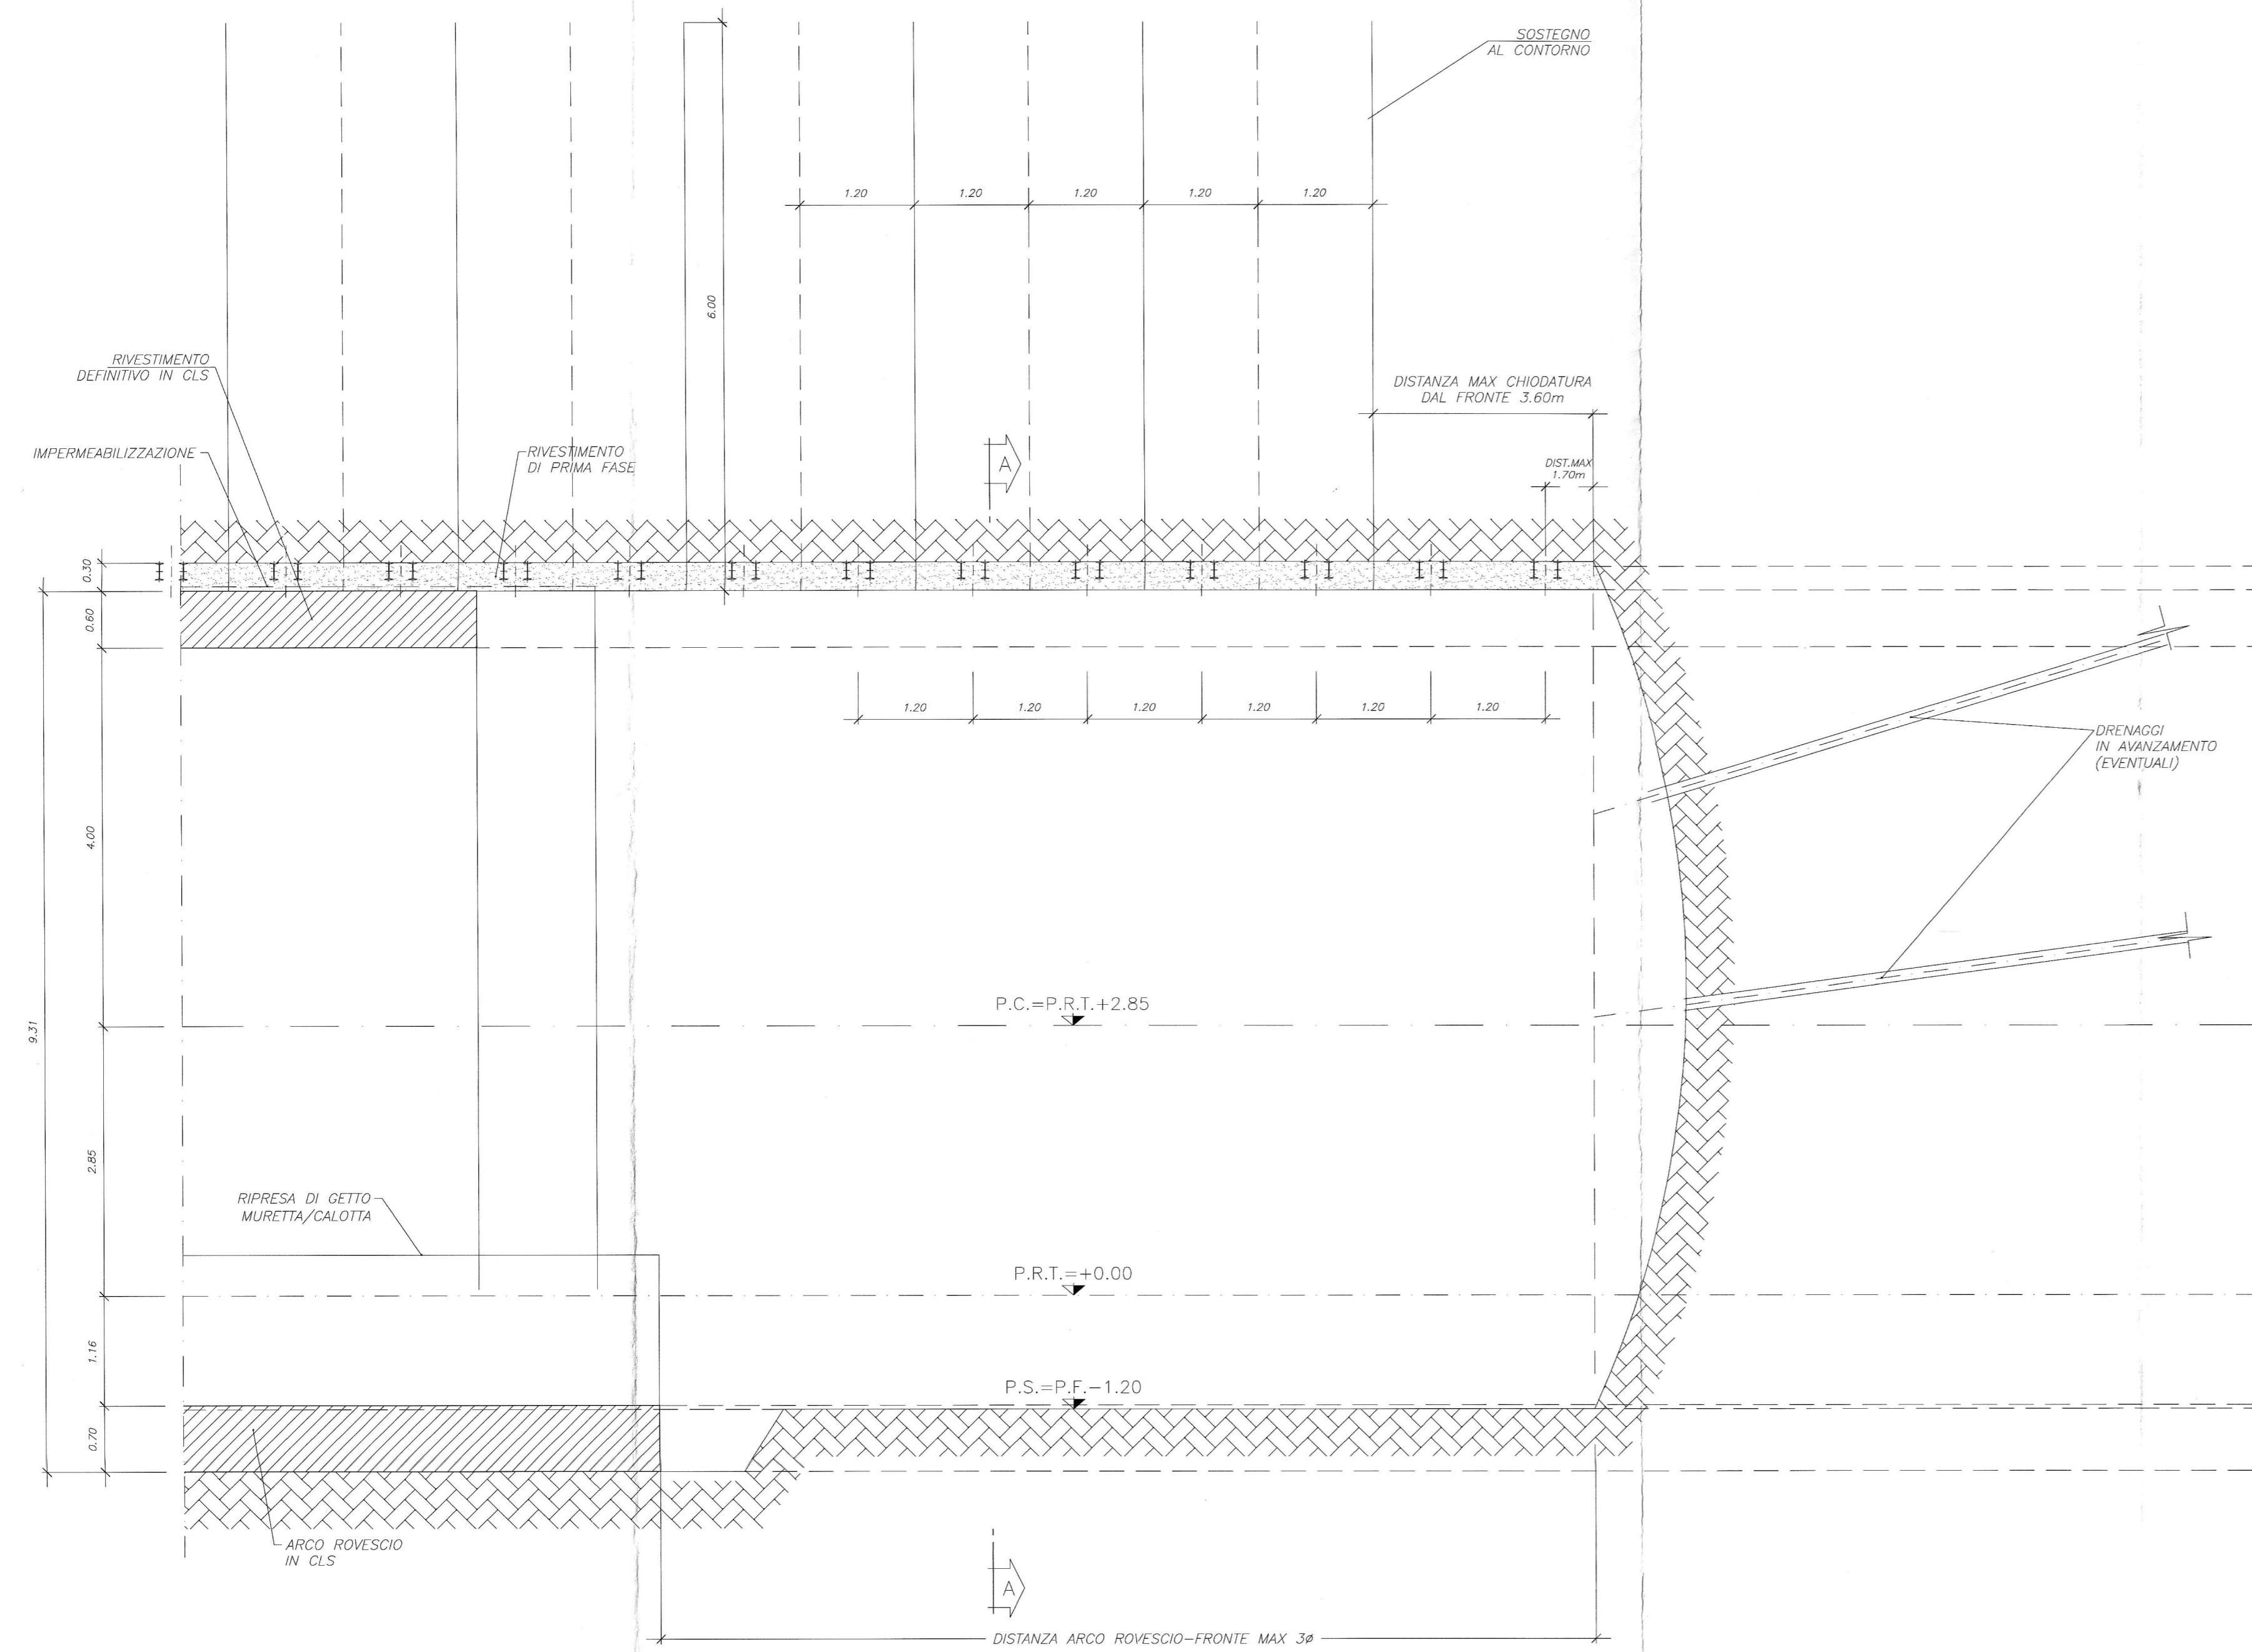 SOSTEGNO
AL CONTORNO
1.20 1.20 1.20 1.20 1.20
6.00
RIVESTIMENTO
DEFINITIVO IN CLS
DISTANZA MAX CHIODATURA
DAL FRONTE 3.60m
IMPERMEABILIZZAZIONE
RIVESTIMENTO
DI PRIMA FASE
A
DIST.MAX
1.70m
0.30
0.60
1.20 1.20 1.20 1.20 1.20 1.20
DRENAGGI
IN AVANZAMENTO
(EVENTUALI)
4.00
P.C.=P.R.T.+2.85
9.31
2.85
RIPRESA DI GETTO
MURETTA/CALOTTA
P.R.T.=+0.00
1.16
P.S.=P.F.-1.20
0.70
ARCO ROVESCIO
IN CLS
A
DISTANZA ARCO ROVESCIO-FRONTE MAX 3ø